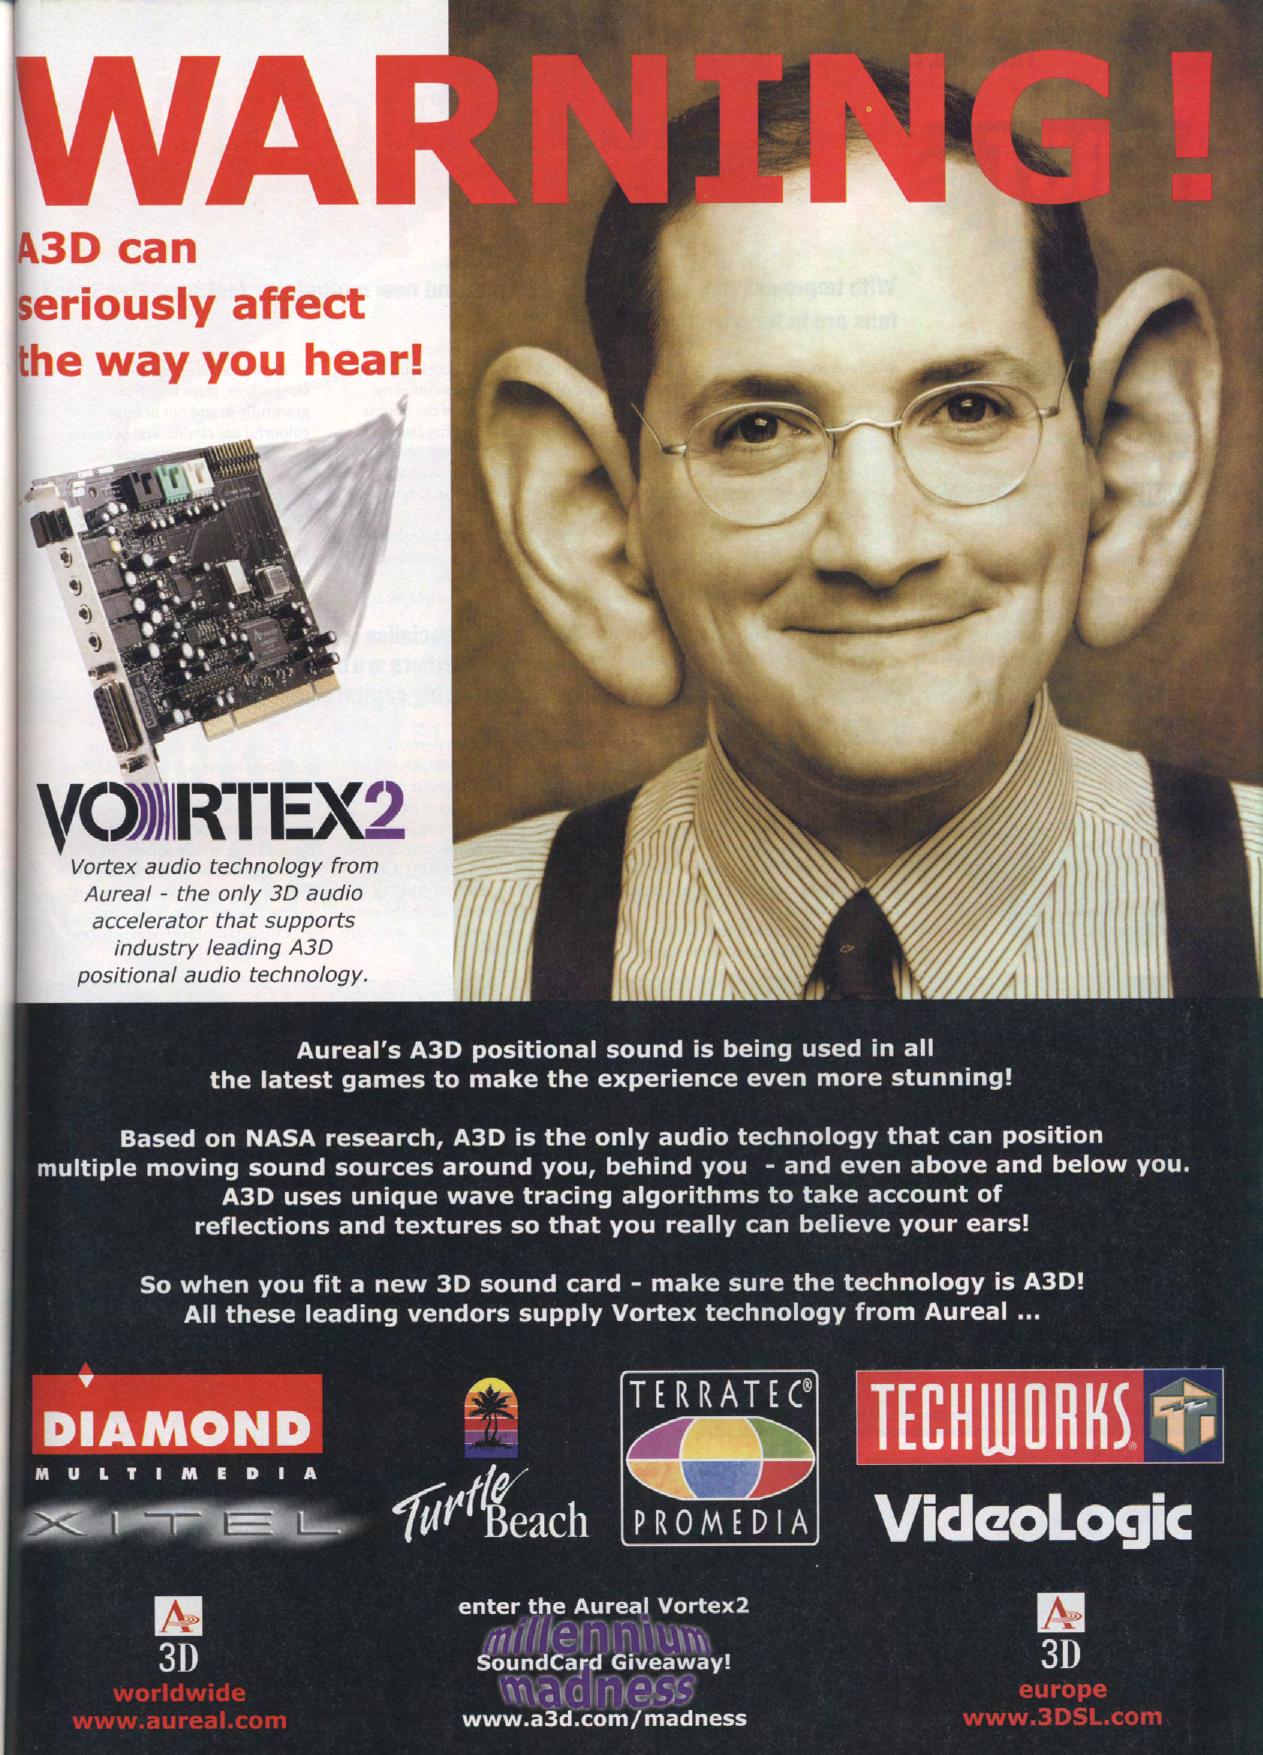 WARNING!
A3D can
seriously affect
the way you hear!
VORTEX2
Vortex audio technology from
Aureal - the only 3D audio
accelerator that supports
industry leading A3D
positional audio technology.
Aureal's A3D positional sound is being used in all
the latest games to make the experience even more stunning!
Based on NASA research, A3D is the only audio technology that can position
multiple moving sound sources around you, behind you - and even above and below you.
A3D uses unique wave tracing algorithms to take account of
reflections and textures so that you really can believe your ears!
So when you fit a new 3D sound card - make sure the technology is A3D!
All these leading vendors supply Vortex technology from Aureal ...
DIAMOND
MULTIMEDIA
XITEL
Turtle
Beach
TERRATEC®
PROMEDIA
TECHWORKS®
VideoLogic
A
3D
worldwide
www.aureal.com
enter the Aureal Vortex2
millennium
SoundCard Giveaway!
madness
www.a3d.com/madness
A
3D
europe
www.3DSL.com